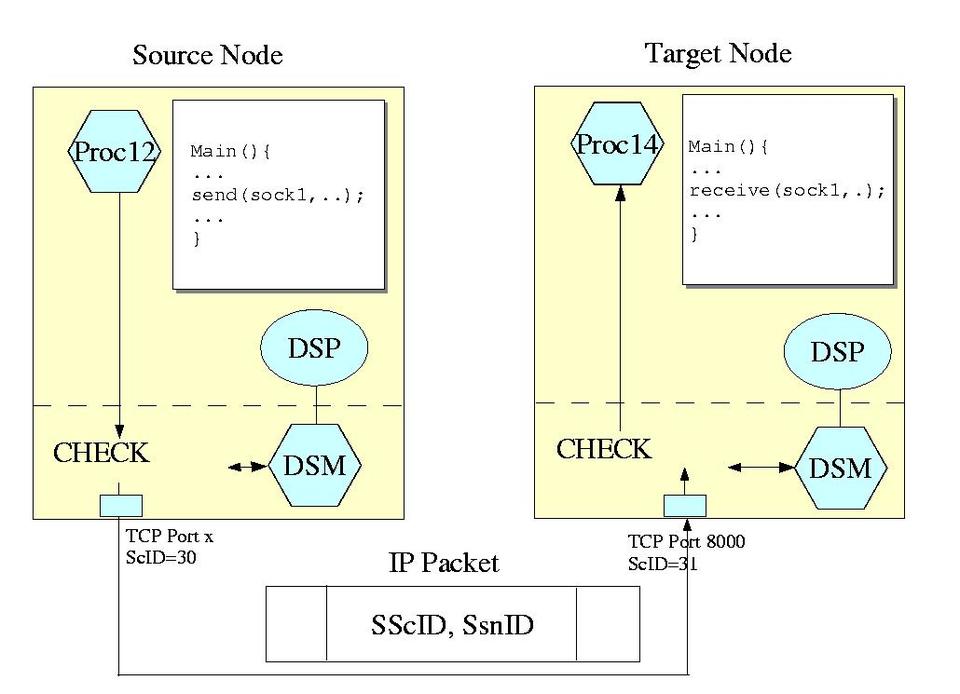 Source Node
Target Node
Proc12
Main(){
...
send(sock1,..);
...
}
Proc14
Main(){
...
receive(sock1,.);
...
}
DSP
DSP
CHECK
DSM
CHECK
DSM
TCP Port x
ScID=30
TCP Port 8000
ScID=31
IP Packet
SScID, SsnID